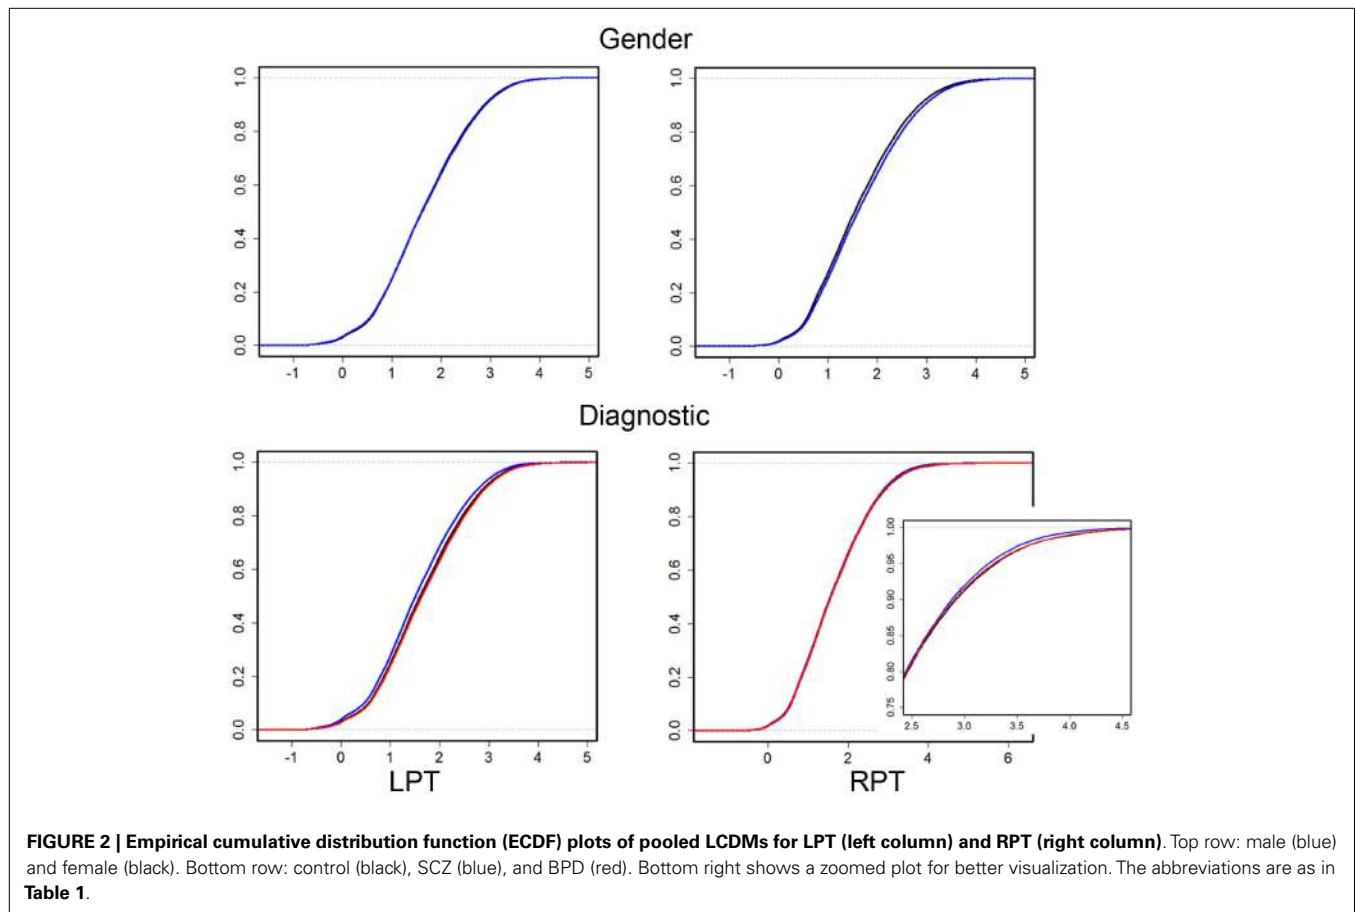 Gender
1.0
0.8
0.6
0.4
0.2
0.0
-1 0 1 2 3 4 5
1.0
0.8
0.6
0.4
0.2
0.0
-1 0 1 2 3 4 5
Diagnostic
1.0
0.8
0.6
0.4
0.2
0.0
-1 0 1 2 3 4 5
LPT
1.0
0.8
0.6
0.4
0.2
0.0
0 2 4 6
RPT
1.00
0.95
0.90
0.85
0.80
0.75
2.5 3.0 3.5 4.0 4.5
FIGURE 2 | Empirical cumulative distribution function (ECDF) plots of pooled LCDMs for LPT (left column) and RPT (right column). Top row: male (blue)
and female (black). Bottom row: control (black), SCZ (blue), and BPD (red). Bottom right shows a zoomed plot for better visualization. The abbreviations are as in
Table 1.